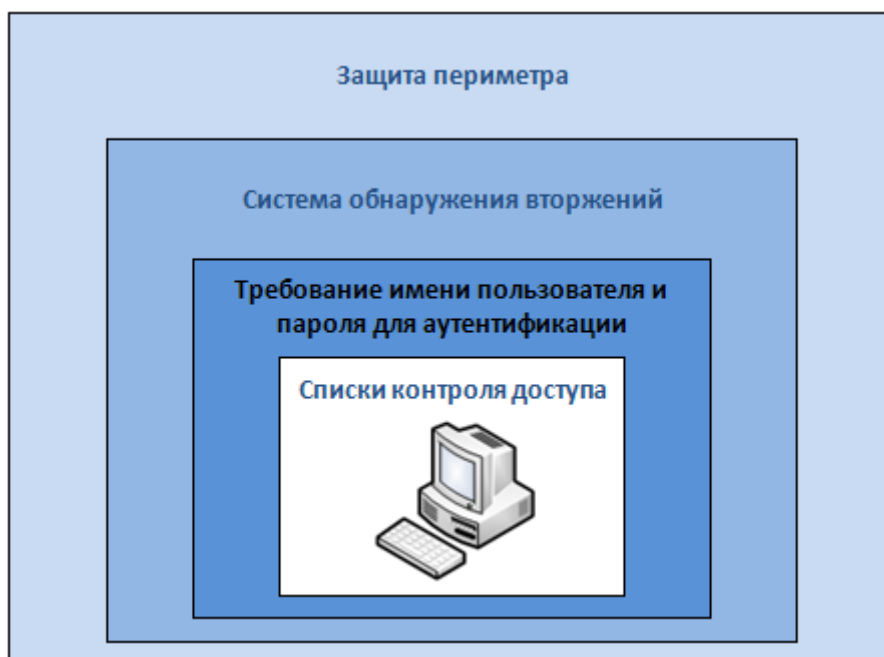 Защита периметра
Система обнаружения вторжений
Требование имени пользователя и
пароля для аутентификации
Списки контроля доступа